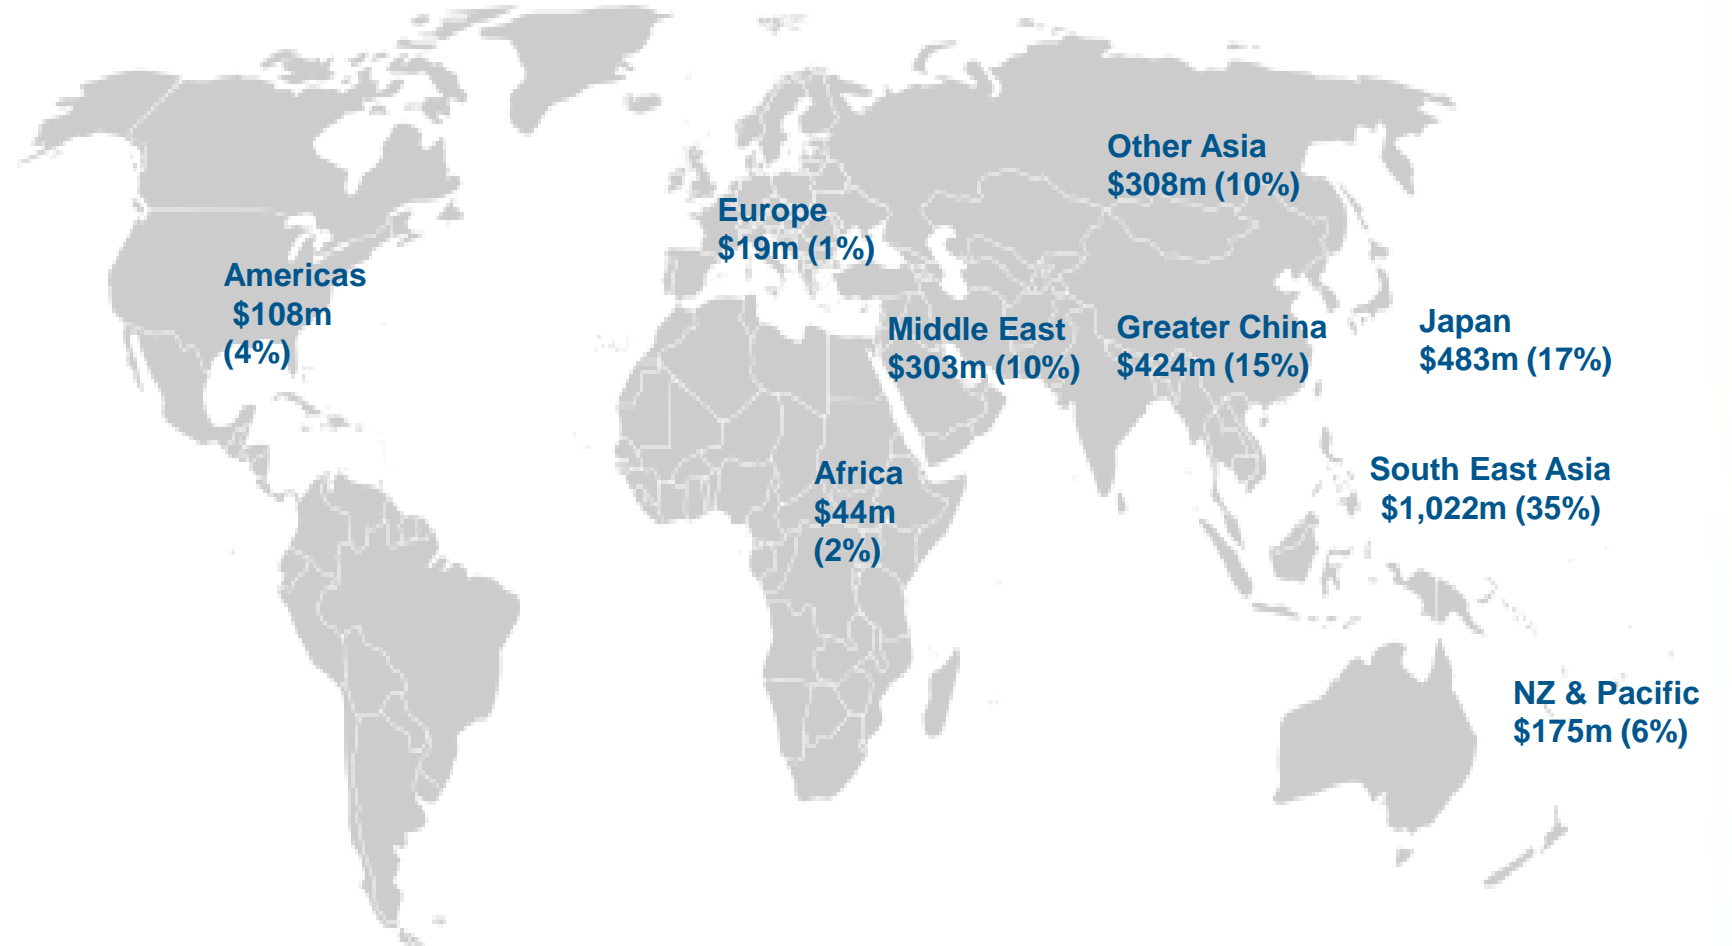 Other Asia
$308m (10%)
Europe
$19m (1%)
Americas
$108m
(4%)
Middle East
$303m (10%)
Greater China
$424m (15%)
Japan
$483m (17%)
Africa
$44m
(2%)
South East Asia
$1,022m (35%)
NZ & Pacific
$175m (6%)